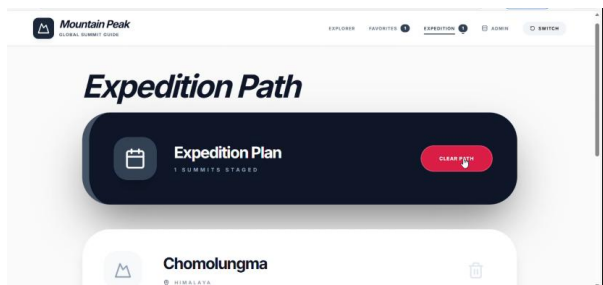 Mountain Peak
GLOBAL SUMMIT GUIDE
EXPLORER FAVORITES 1 EXPEDITION 1 ADMIN SWITCH
Expedition Path
Expedition Plan
1 SUMMITS STAGED
CLEAR PATH
Chomolungma
HIMALAYA